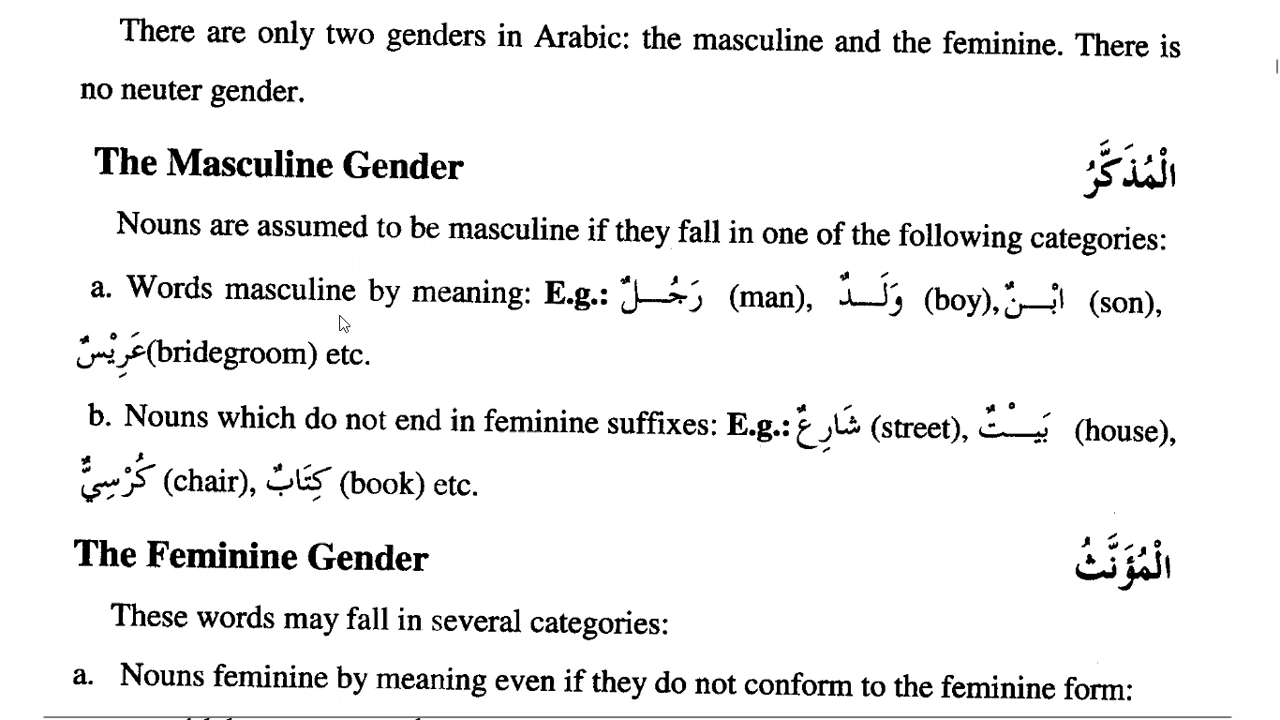 There are only two genders in Arabic: the masculine and the feminine. There is
no neuter gender.
The Masculine Gender الْمُذَكَّرُ
Nouns are assumed to be masculine if they fall in one of the following categories:
a. Words masculine by meaning: E.g.: رَجُـــلٌ (man), وَلَـــدٌ (boy), ابْـــنٌ (son),
عَرِيْسٌ (bridegroom) etc.
b. Nouns which do not end in feminine suffixes: E.g.: شَارِعٌ (street), بَيْـــتٌ (house),
كُرْسِيٌّ (chair), كِتَابٌ (book) etc.
The Feminine Gender الْمُؤَنَّثُ
These words may fall in several categories:
a. Nouns feminine by meaning even if they do not conform to the feminine form: